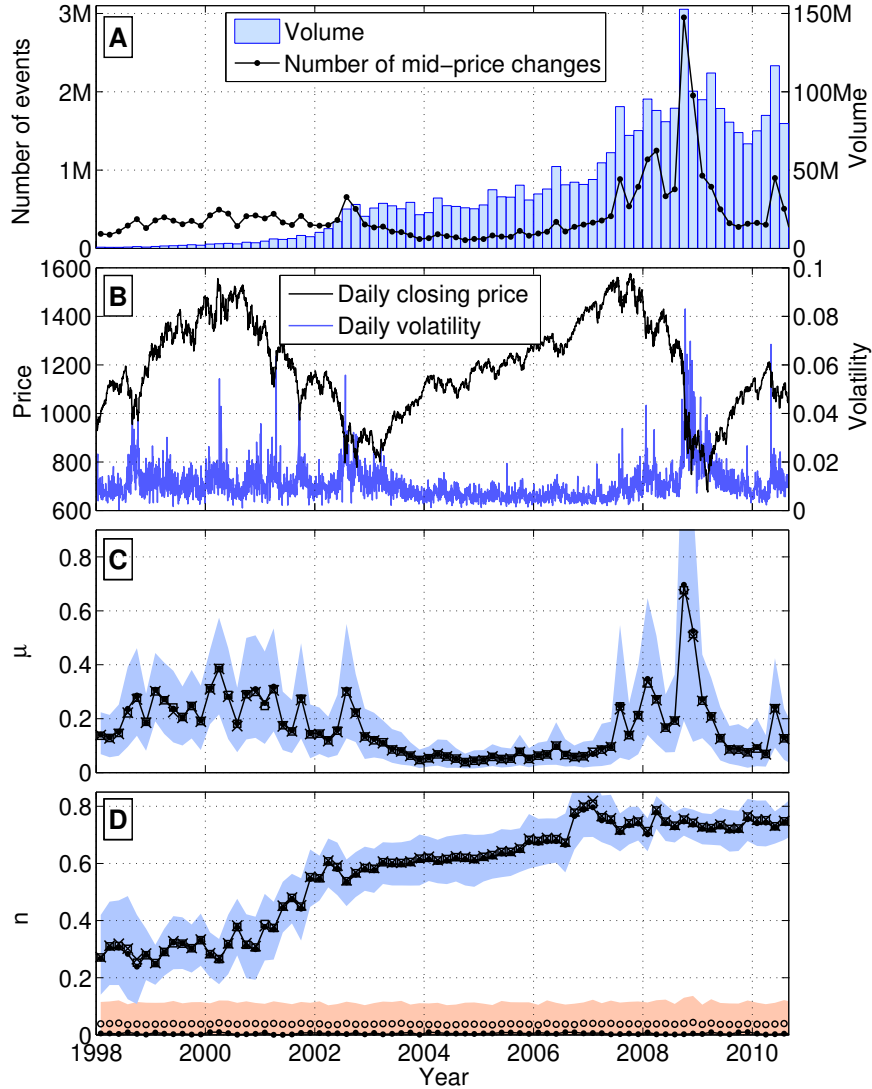 A
Volume
Number of mid-price changes
3M
2M
1M
0
Number of events
150M
100M
50M
0
Volume
B
Daily closing price
Daily volatility
1600
1400
1200
1000
800
600
Price
0.1
0.08
0.06
0.04
0.02
0
Volatility
C
0.8
0.6
0.4
0.2
0
μ
D
0.8
0.6
0.4
0.2
0
n
1998 2000 2002 2004 2006 2008 2010
Year